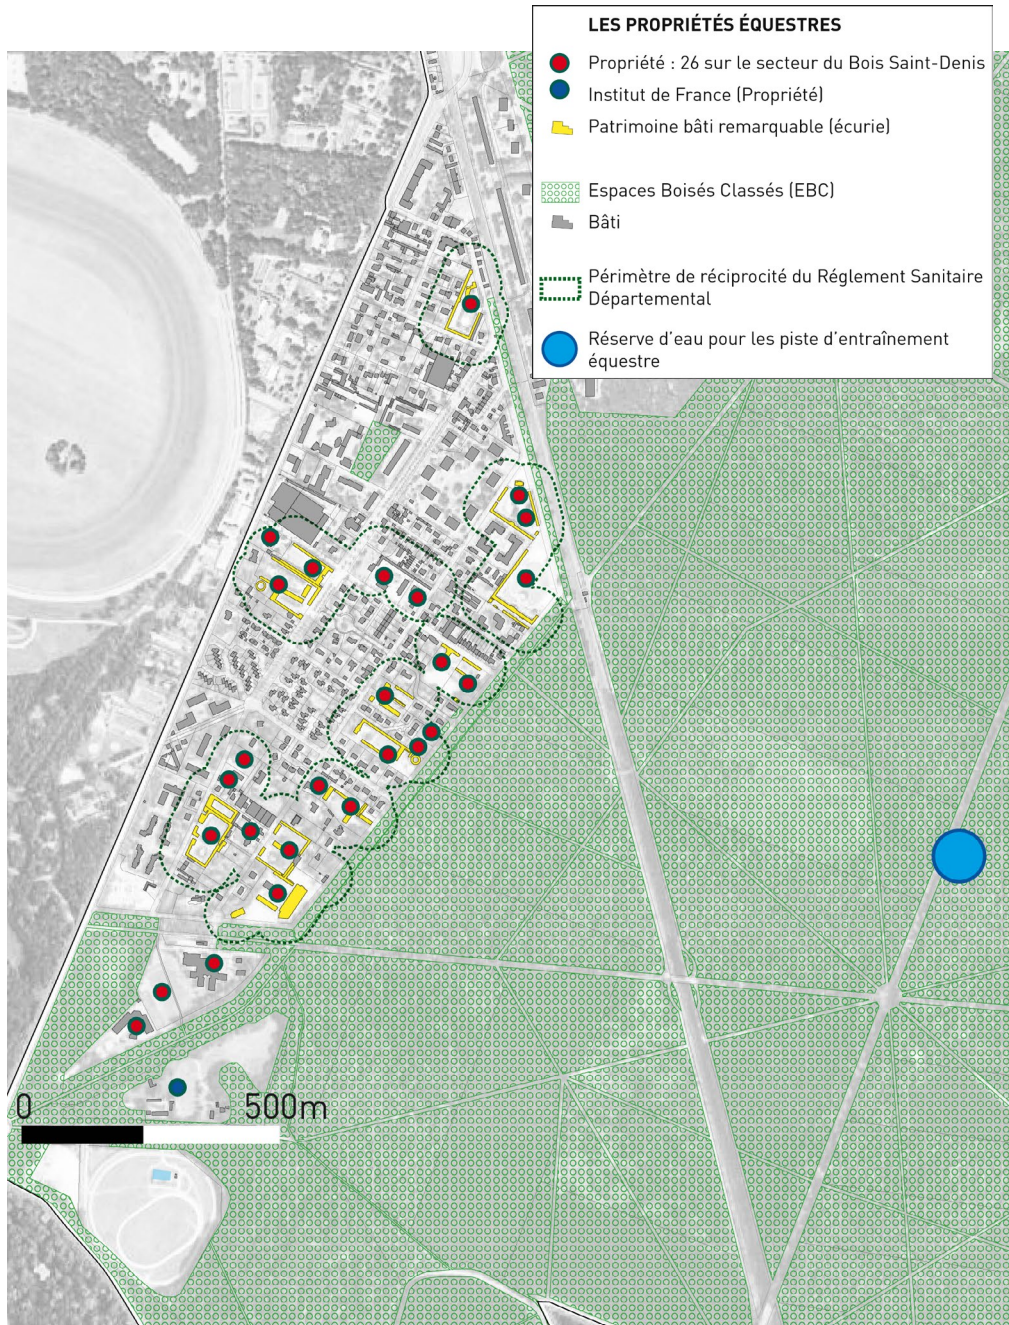 LES PROPRIÉTÉS ÉQUESTRES
Propriété : 26 sur le secteur du Bois Saint-Denis
Institut de France (Propriété)
Patrimoine bâti remarquable (écurie)
Espaces Boisés Classés (EBC)
Bâti
Périmètre de réciprocité du Réglement Sanitaire
Départemental
Réserve d'eau pour les piste d'entraînement
équestre
0 500m